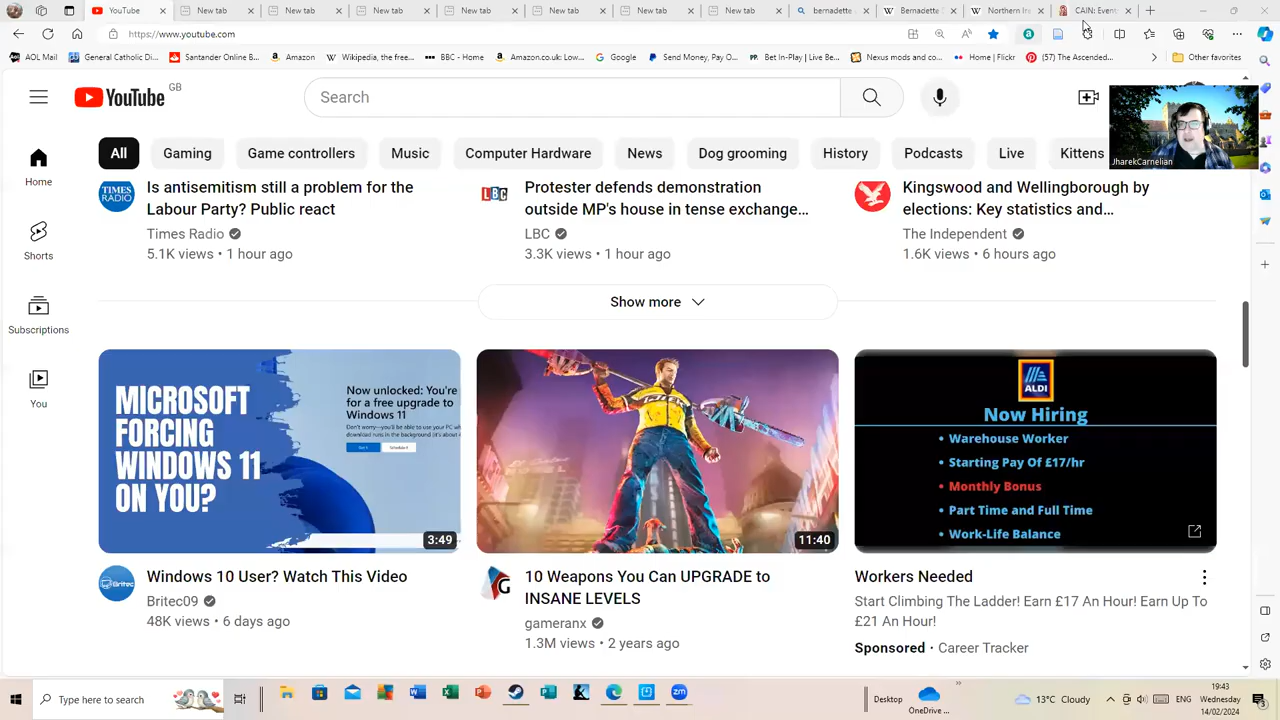 YouTube
New tab
New tab
New tab
New tab
New tab
New tab
New tab
bernadette
Bernadette
Northern Ire
CAIN: Event
https://www.youtube.com
AOL Mail
General Catholic Di...
Santander Online B...
Amazon
Wikipedia, the free...
BBC - Home
Amazon.co.uk: Low...
Send Money, Pay O...
Bet In-Play | Live Be...
Nexus mods and co...
Home | Flickr
(57) The Ascended...
Other favorites
YouTube GB
Search
JharekCarnelian
All
Gaming
Game controllers
Music
Computer Hardware
News
Dog grooming
History
Podcasts
Live
Kittens
Home
Shorts
Subscriptions
You
TIMES
RADIO
Is antisemitism still a problem for the
Labour Party? Public react
Times Radio
5.1K views • 1 hour ago
LBC
Protester defends demonstration
outside MP's house in tense exchange...
LBC
3.3K views • 1 hour ago
Kingswood and Wellingborough by
elections: Key statistics and...
The Independent
1.6K views • 6 hours ago
Show more
MICROSOFT
FORCING
WINDOWS 11
ON YOU?
Now unlocked: You're
for a free upgrade to
Windows 11
3:49
Britec
Windows 10 User? Watch This Video
Britec09
48K views • 6 days ago
11:40
G
10 Weapons You Can UPGRADE to
INSANE LEVELS
gameranx
1.3M views • 2 years ago
ALDI
Now Hiring
• Warehouse Worker
• Starting Pay Of £17/hr
• Monthly Bonus
• Part Time and Full Time
• Work-Life Balance
Workers Needed
Start Climbing The Ladder! Earn £17 An Hour! Earn Up To
£21 An Hour!
Sponsored • Career Tracker
Type here to search
Desktop
OneDrive ...
13°C Cloudy
ENG
19:43
Wednesday
14/02/2024